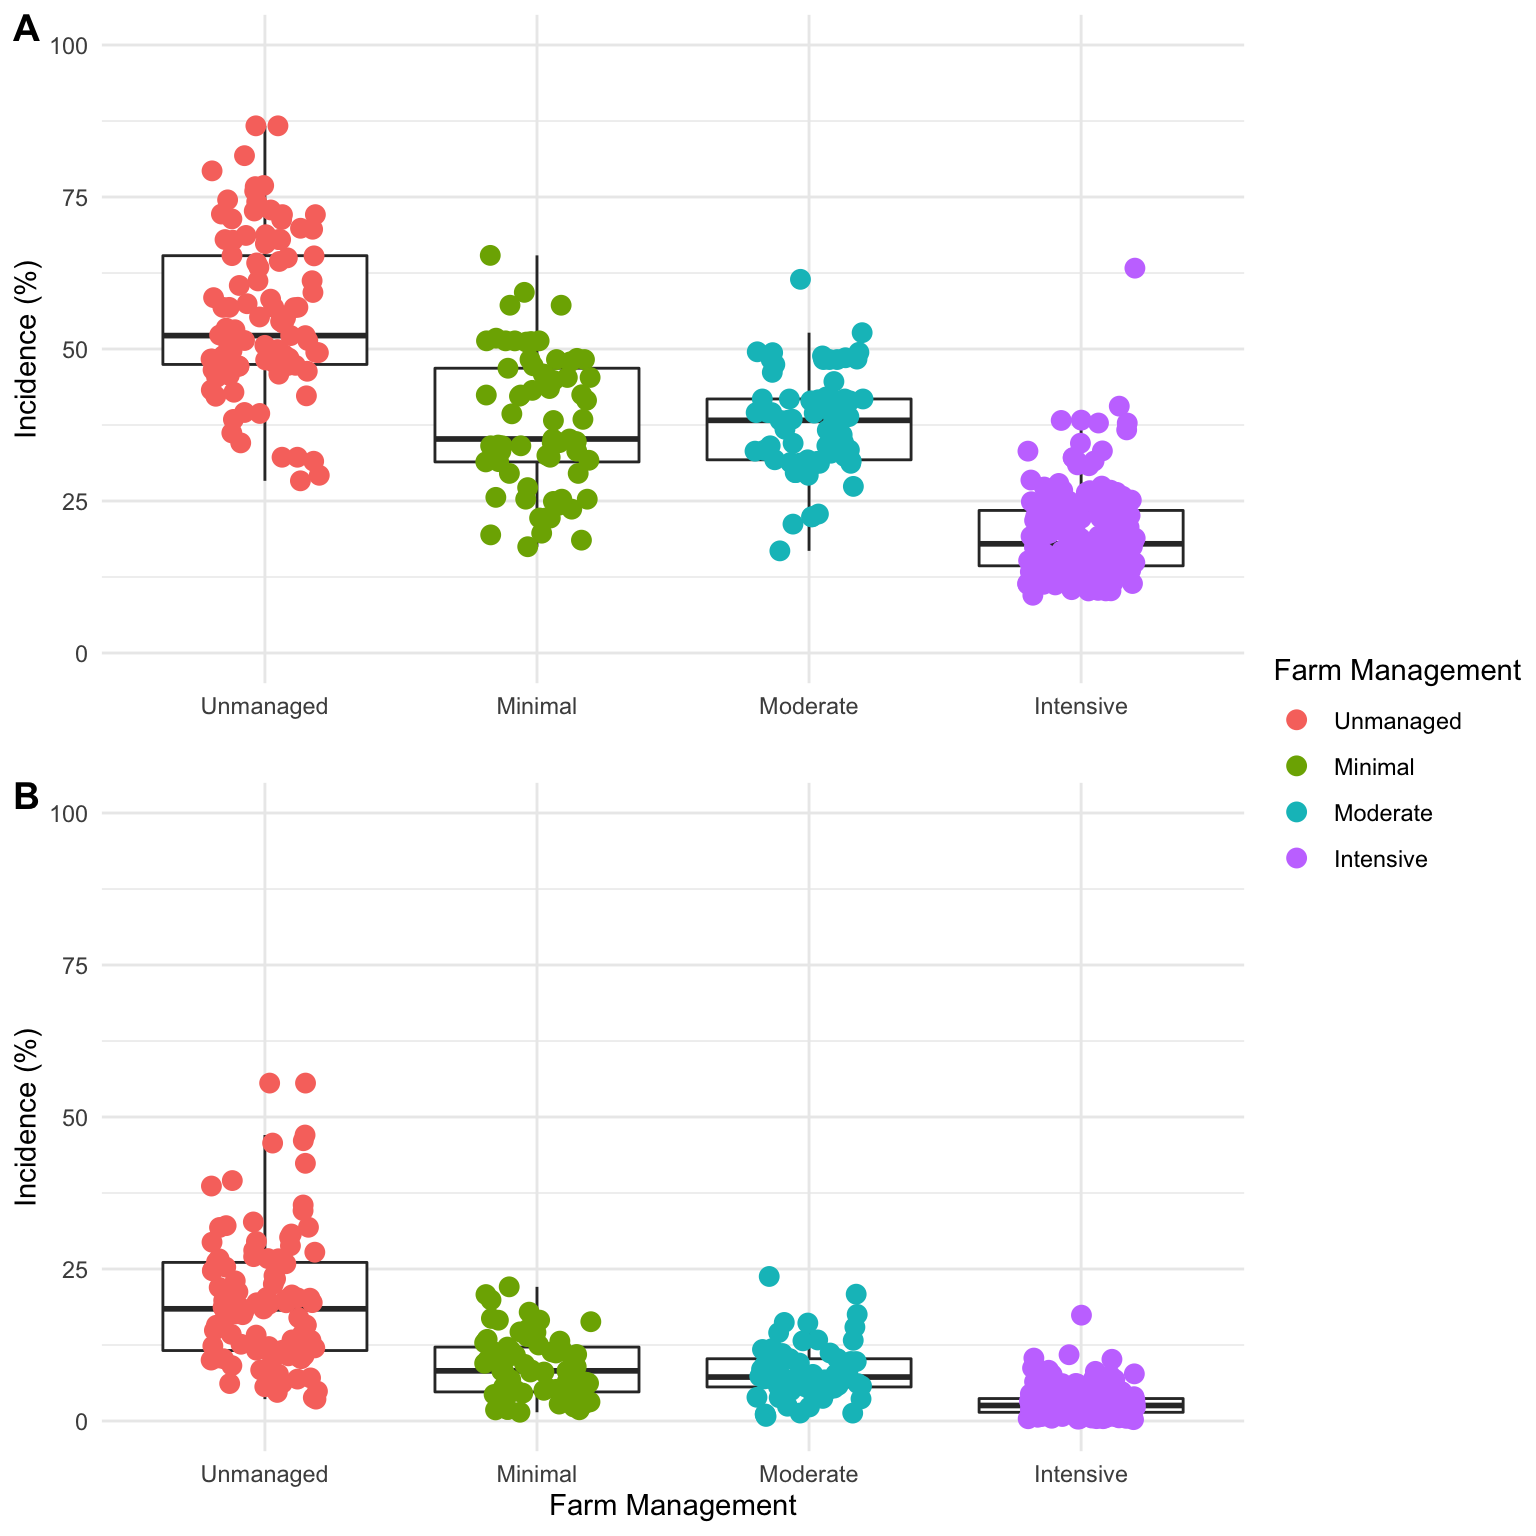 A
100
75
50
25
0
Incidence (%)
Unmanaged Minimal Moderate Intensive
B
100
75
50
25
0
Incidence (%)
Unmanaged Minimal Moderate Intensive
Farm Management
Farm Management
Unmanaged
Minimal
Moderate
Intensive